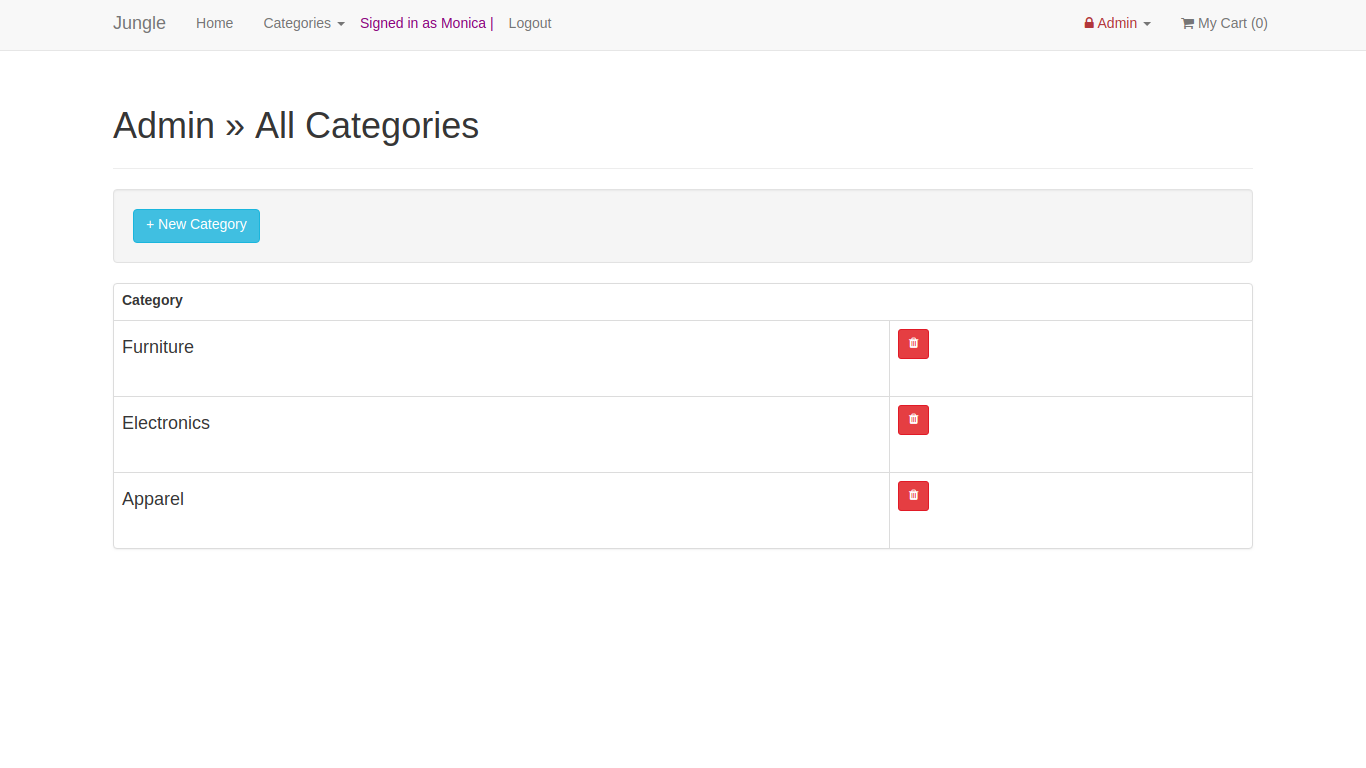 Jungle Home Categories Signed in as Monica | Logout Admin My Cart (0)
Admin » All Categories
+ New Category
Category
Furniture
Electronics
Apparel